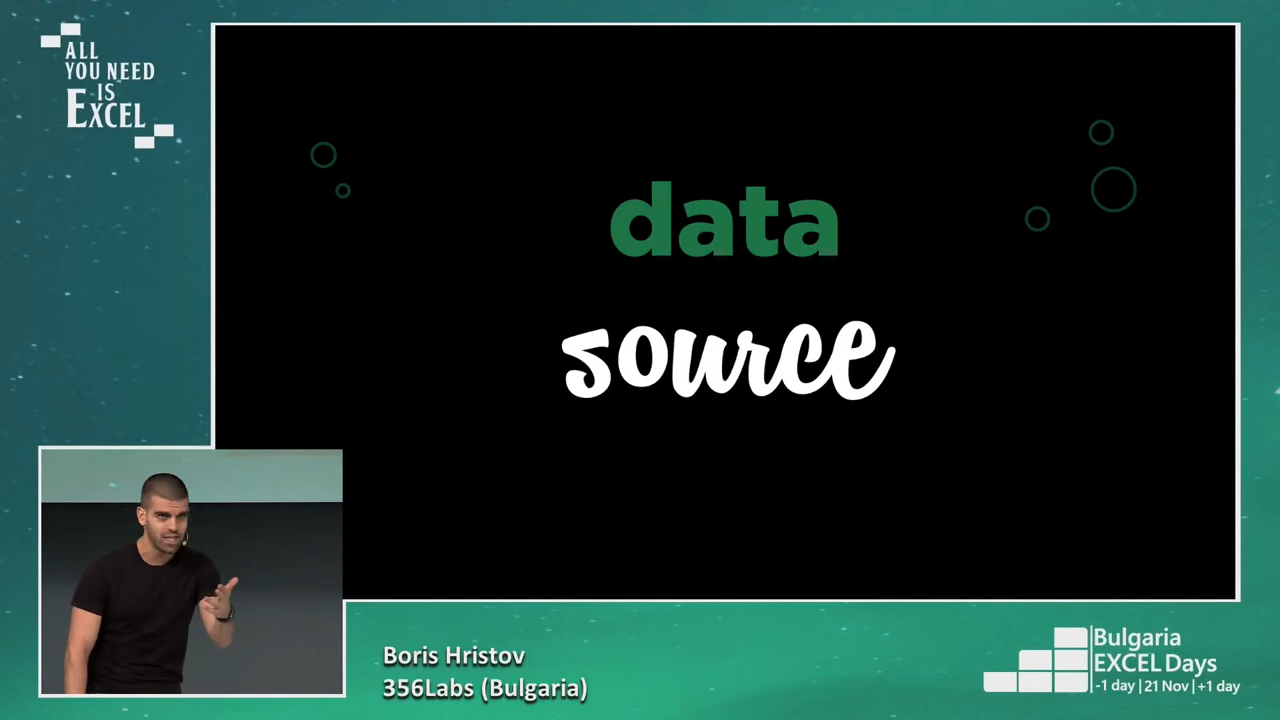 ALL
YOU NEED
IS
EXCEL
data
source
Boris Hristov
356Labs (Bulgaria)
Bulgaria
EXCEL Days
-1 day | 21 Nov | +1 day